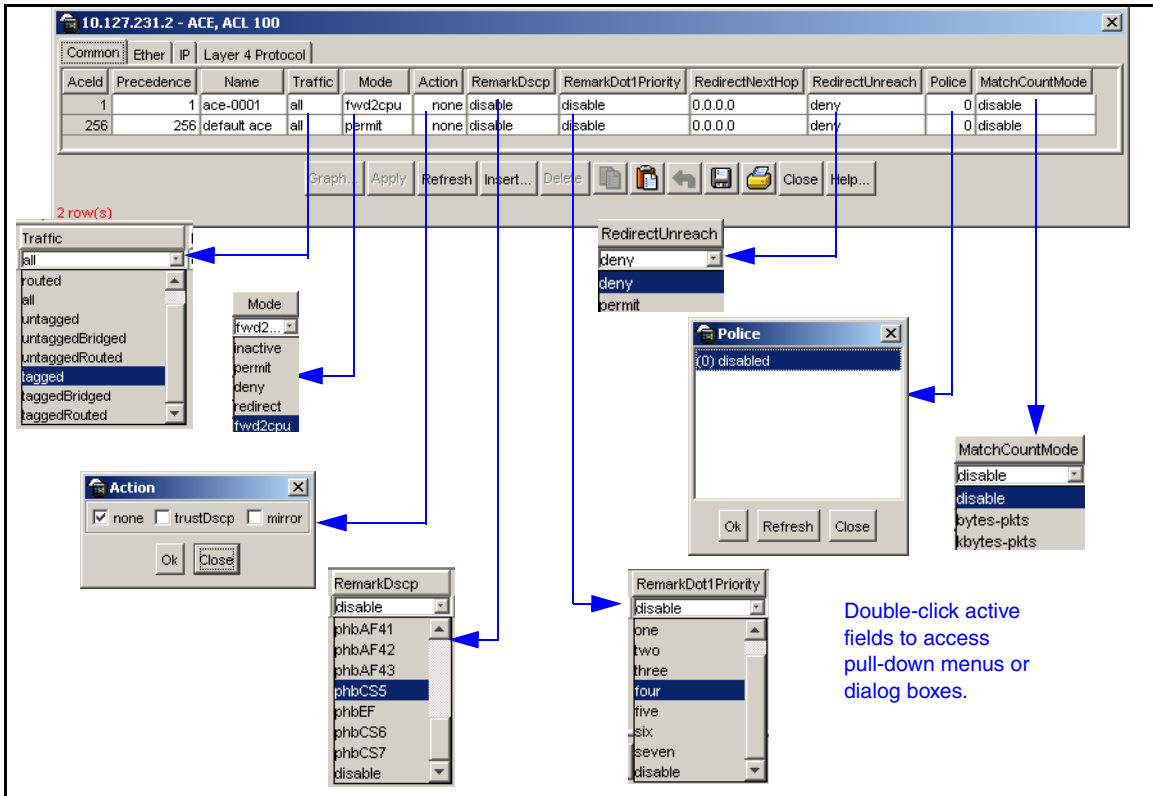 10.127.231.2 - ACE, ACL 100
Common Ether IP Layer 4 Protocol
AceId Precedence Name Traffic Mode Action RemarkDscp RemarkDot1Priority RedirectNextHop RedirectUnreach Police MatchCountMode
1 1 ace-0001 all fwd2cpu none disable disable 0.0.0.0 deny 0 disable
256 256 default ace all permit none disable disable 0.0.0.0 deny 0 disable
Graph... Apply Refresh Insert... Delete Close Help...
2 row(s)
Traffic
all
routed
all
untagged
untaggedBridged
untaggedRouted
tagged
taggedBridged
taggedRouted
Mode
fwd2...
inactive
permit
deny
redirect
fwd2cpu
RedirectUnreach
deny
deny
permit
Police
(0) disabled
Ok Refresh Close
MatchCountMode
disable
disable
bytes-pkts
kbytes-pkts
Action
none trustDscp mirror
Ok Close
RemarkDscp
disable
phbAF41
phbAF42
phbAF43
phbCS5
phbEF
phbCS6
phbCS7
disable
RemarkDot1Priority
disable
one
two
three
four
five
six
seven
disable
Double-click active
fields to access
pull-down menus or
dialog boxes.